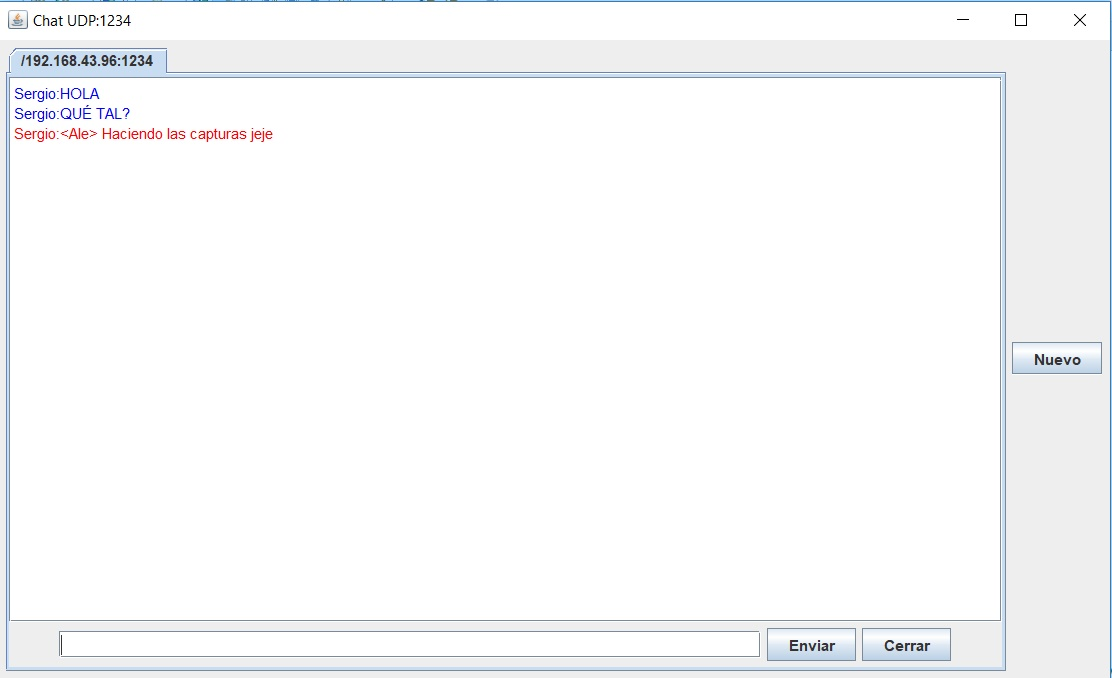 Chat UDP:1234
/192.168.43.96:1234
Sergio:HOLA
Sergio:QUÉ TAL?
Sergio:<Ale> Haciendo las capturas jeje
Nuevo
Enviar
Cerrar